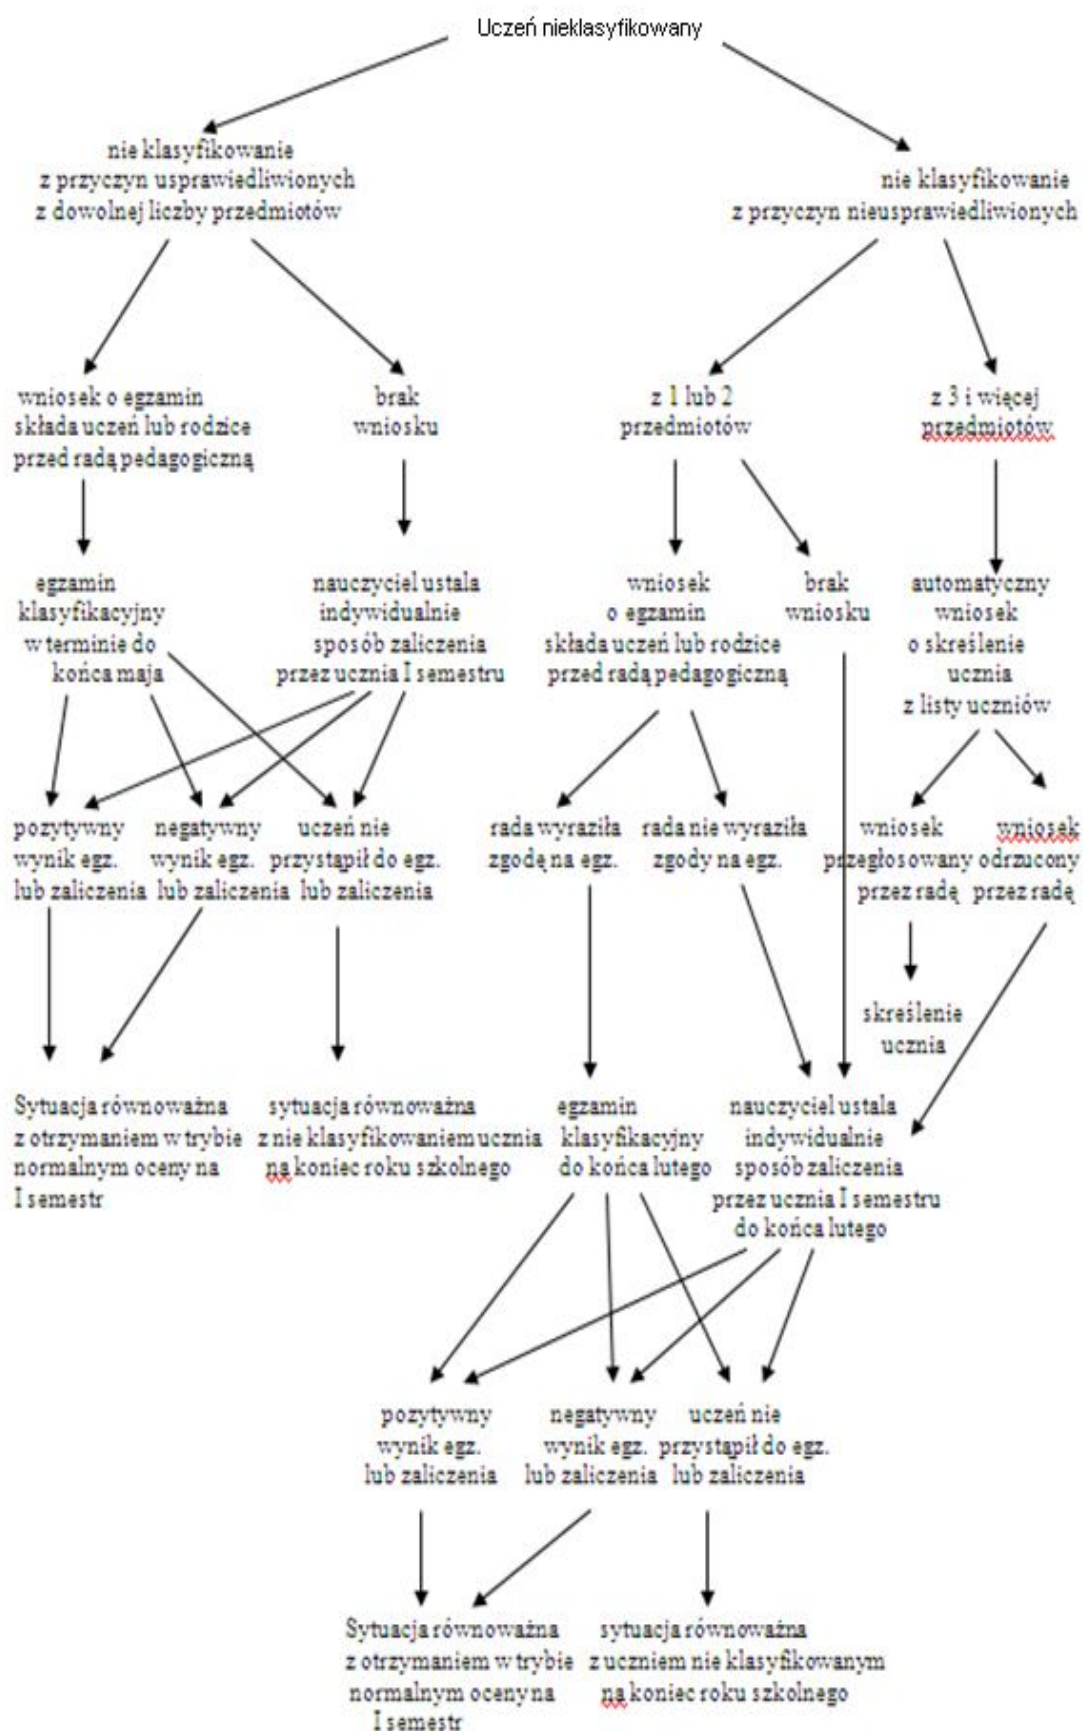 Uczeń nieklasyfikowany
nie klasyfikowanie
z przyczyn usprawiedliwionych
z dowolnej liczby przedmiotów
nie klasyfikowanie
z przyczyn nieusprawiedliwionych
wniosek o egzamin
składa uczeń lub rodzice
przed radą pedagogiczną
brak
wniosku
z 1 lub 2
przedmiotów
z 3 i więcej
przedmiotów
egzamin
klasyfikacyjny
w terminie do
końca maja
nauczyciel ustala
indywidualnie
sposób zaliczenia
przez ucznia I semestru
wniosek
o egzamin
składa uczeń lub rodzice
przed radą pedagogiczną
brak
wniosku
automatyczny
wniosek
o skreślenie
ucznia
z listy uczniów
pozytywny
wynik egz.
lub zaliczenia
negatywny
wynik egz.
lub zaliczenia
uczeń nie
przystąpił do egz.
lub zaliczenia
rada wyraziła
zgodę na egz.
rada nie wyraziła
zgody na egz.
wniosek
przegłosowany
przez radę
wniosek
odrzucony
przez radę
skreślenie
ucznia
Sytuacja równoważna
z otrzymaniem w trybie
normalnym oceny na
I semestr
sytuacja równoważna
z nie klasyfikowaniem ucznia
na koniec roku szkolnego
egzamin
klasyfikacyjny
do końca lutego
nauczyciel ustala
indywidualnie
sposób zaliczenia
przez ucznia I semestru
do końca lutego
pozytywny
wynik egz.
lub zaliczenia
negatywny
wynik egz.
lub zaliczenia
uczeń nie
przystąpił do egz.
lub zaliczenia
Sytuacja równoważna
z otrzymaniem w trybie
normalnym oceny na
I semestr
sytuacja równoważna
z uczniem nie klasyfikowanym
na koniec roku szkolnego